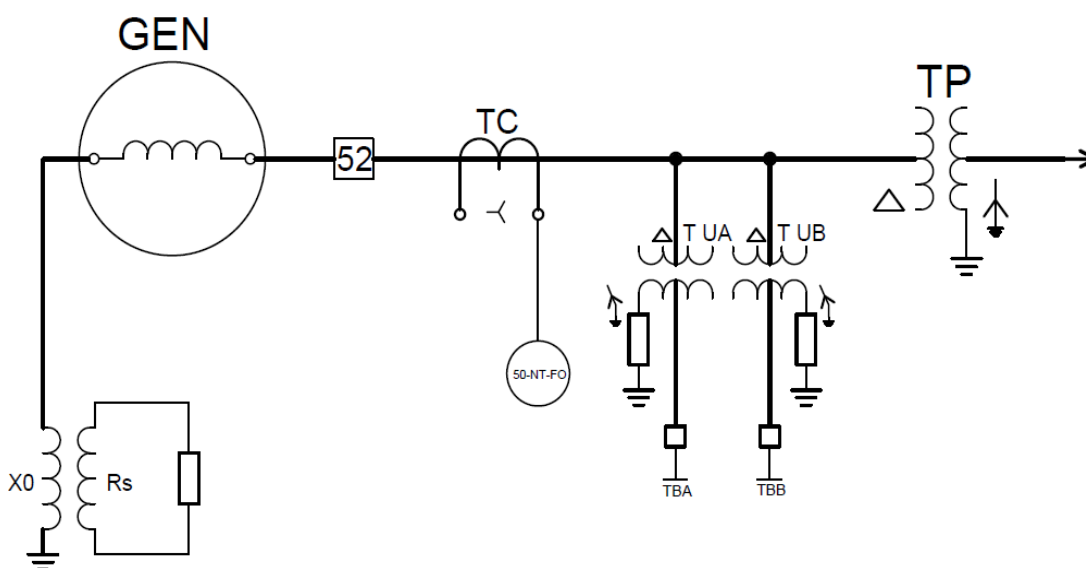 GEN
TP
TC
52
T UA
T UB
50-NT-FO
X0
Rs
TBA
TBB